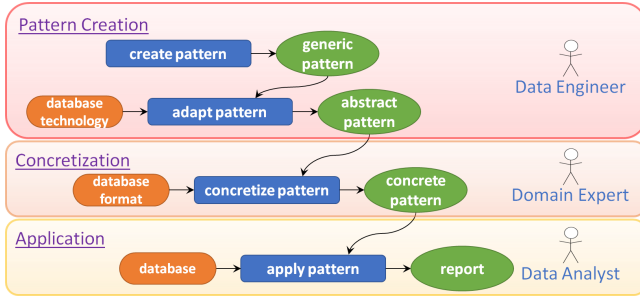 Pattern Creation
create pattern
generic
pattern
Data Engineer
database
technology
adapt pattern
abstract
pattern
Concretization
database
format
concretize pattern
concrete
pattern
Domain Expert
Application
database
apply pattern
report
Data Analyst